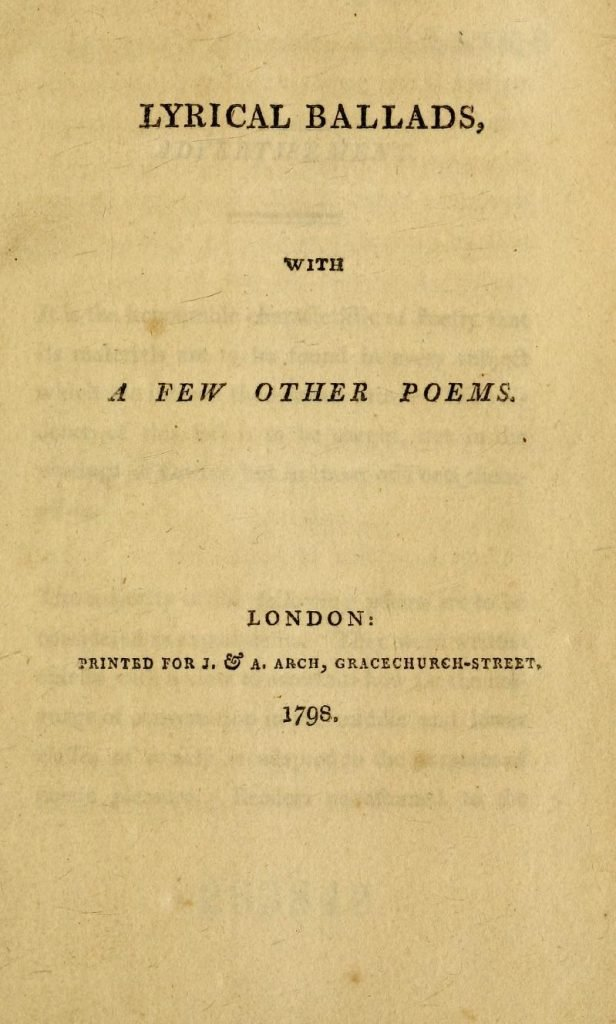 LYRICAL BALLADS,
WITH
A FEW OTHER POEMS.
LONDON:
PRINTED FOR J. & A. ARCH, GRACECHURCH-STREET.
1798.